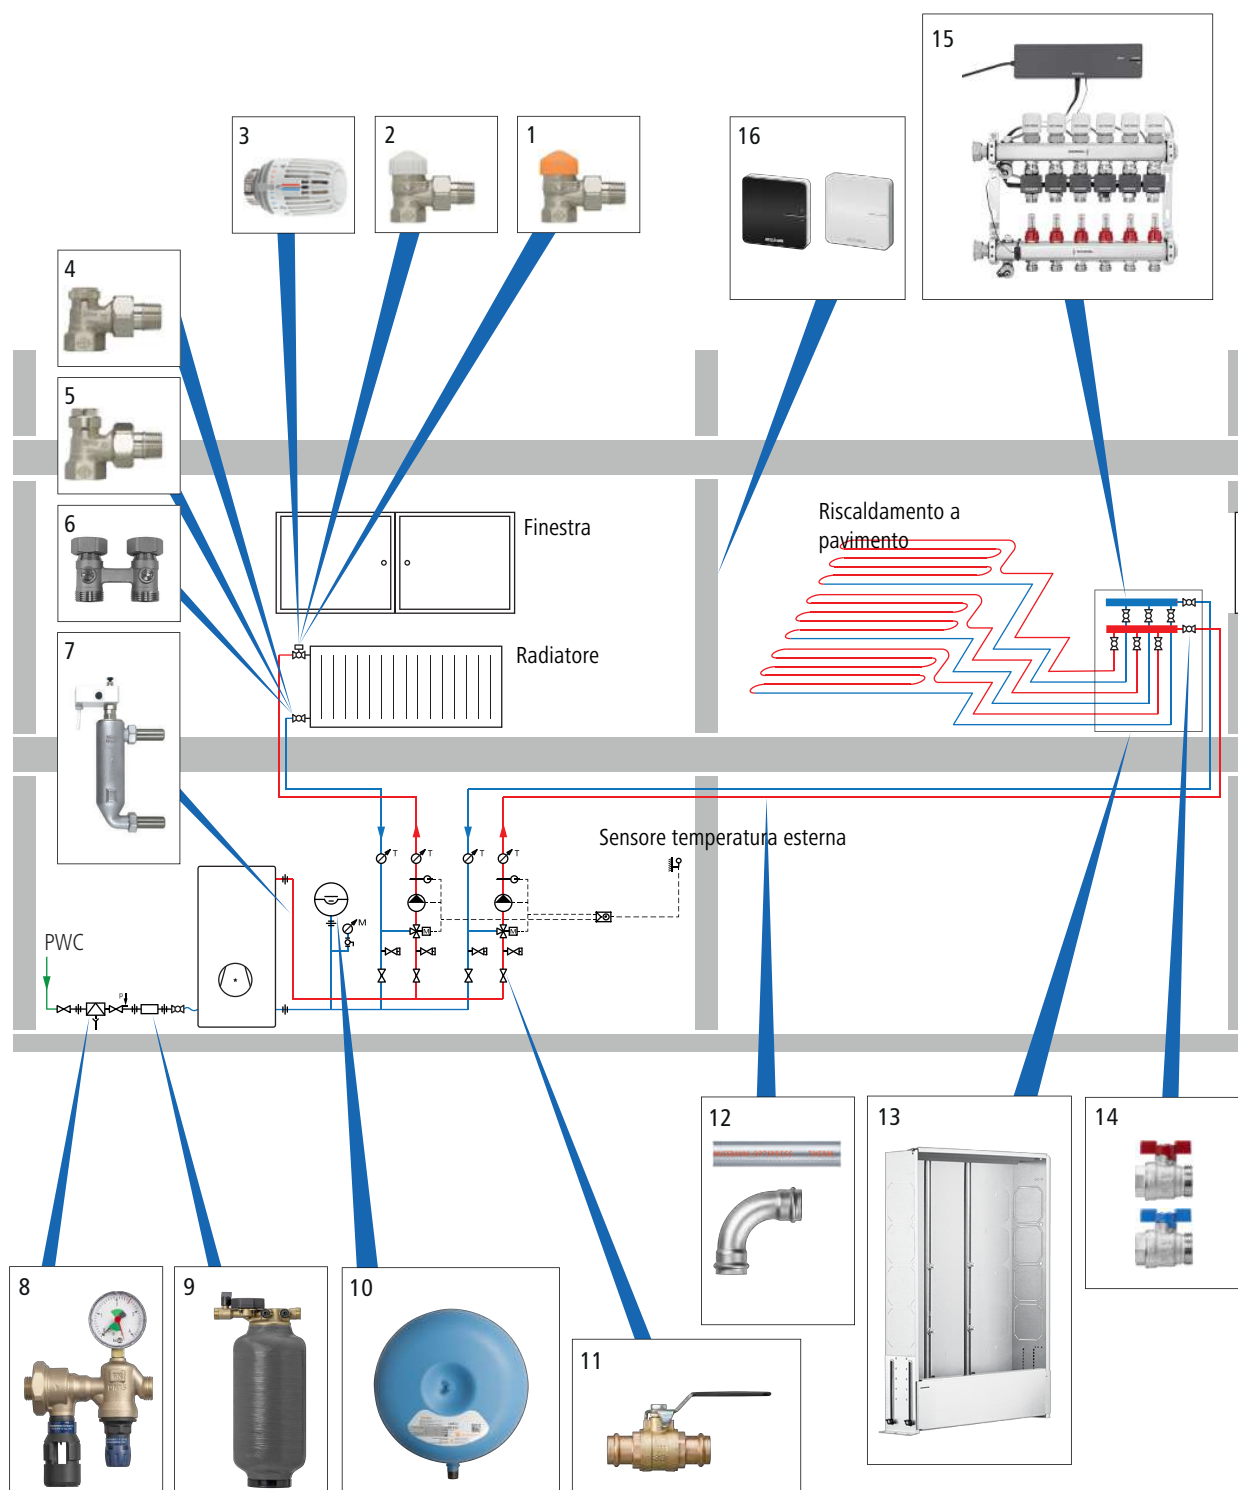 15
3
2
1
16
4
5
6
Finestra
Riscaldamento a
pavimento
7
Radiatore
Sensore temperatura esterna
T
T
T
T
M
M
M
PWC
P
12
13
14
8
9
10
11